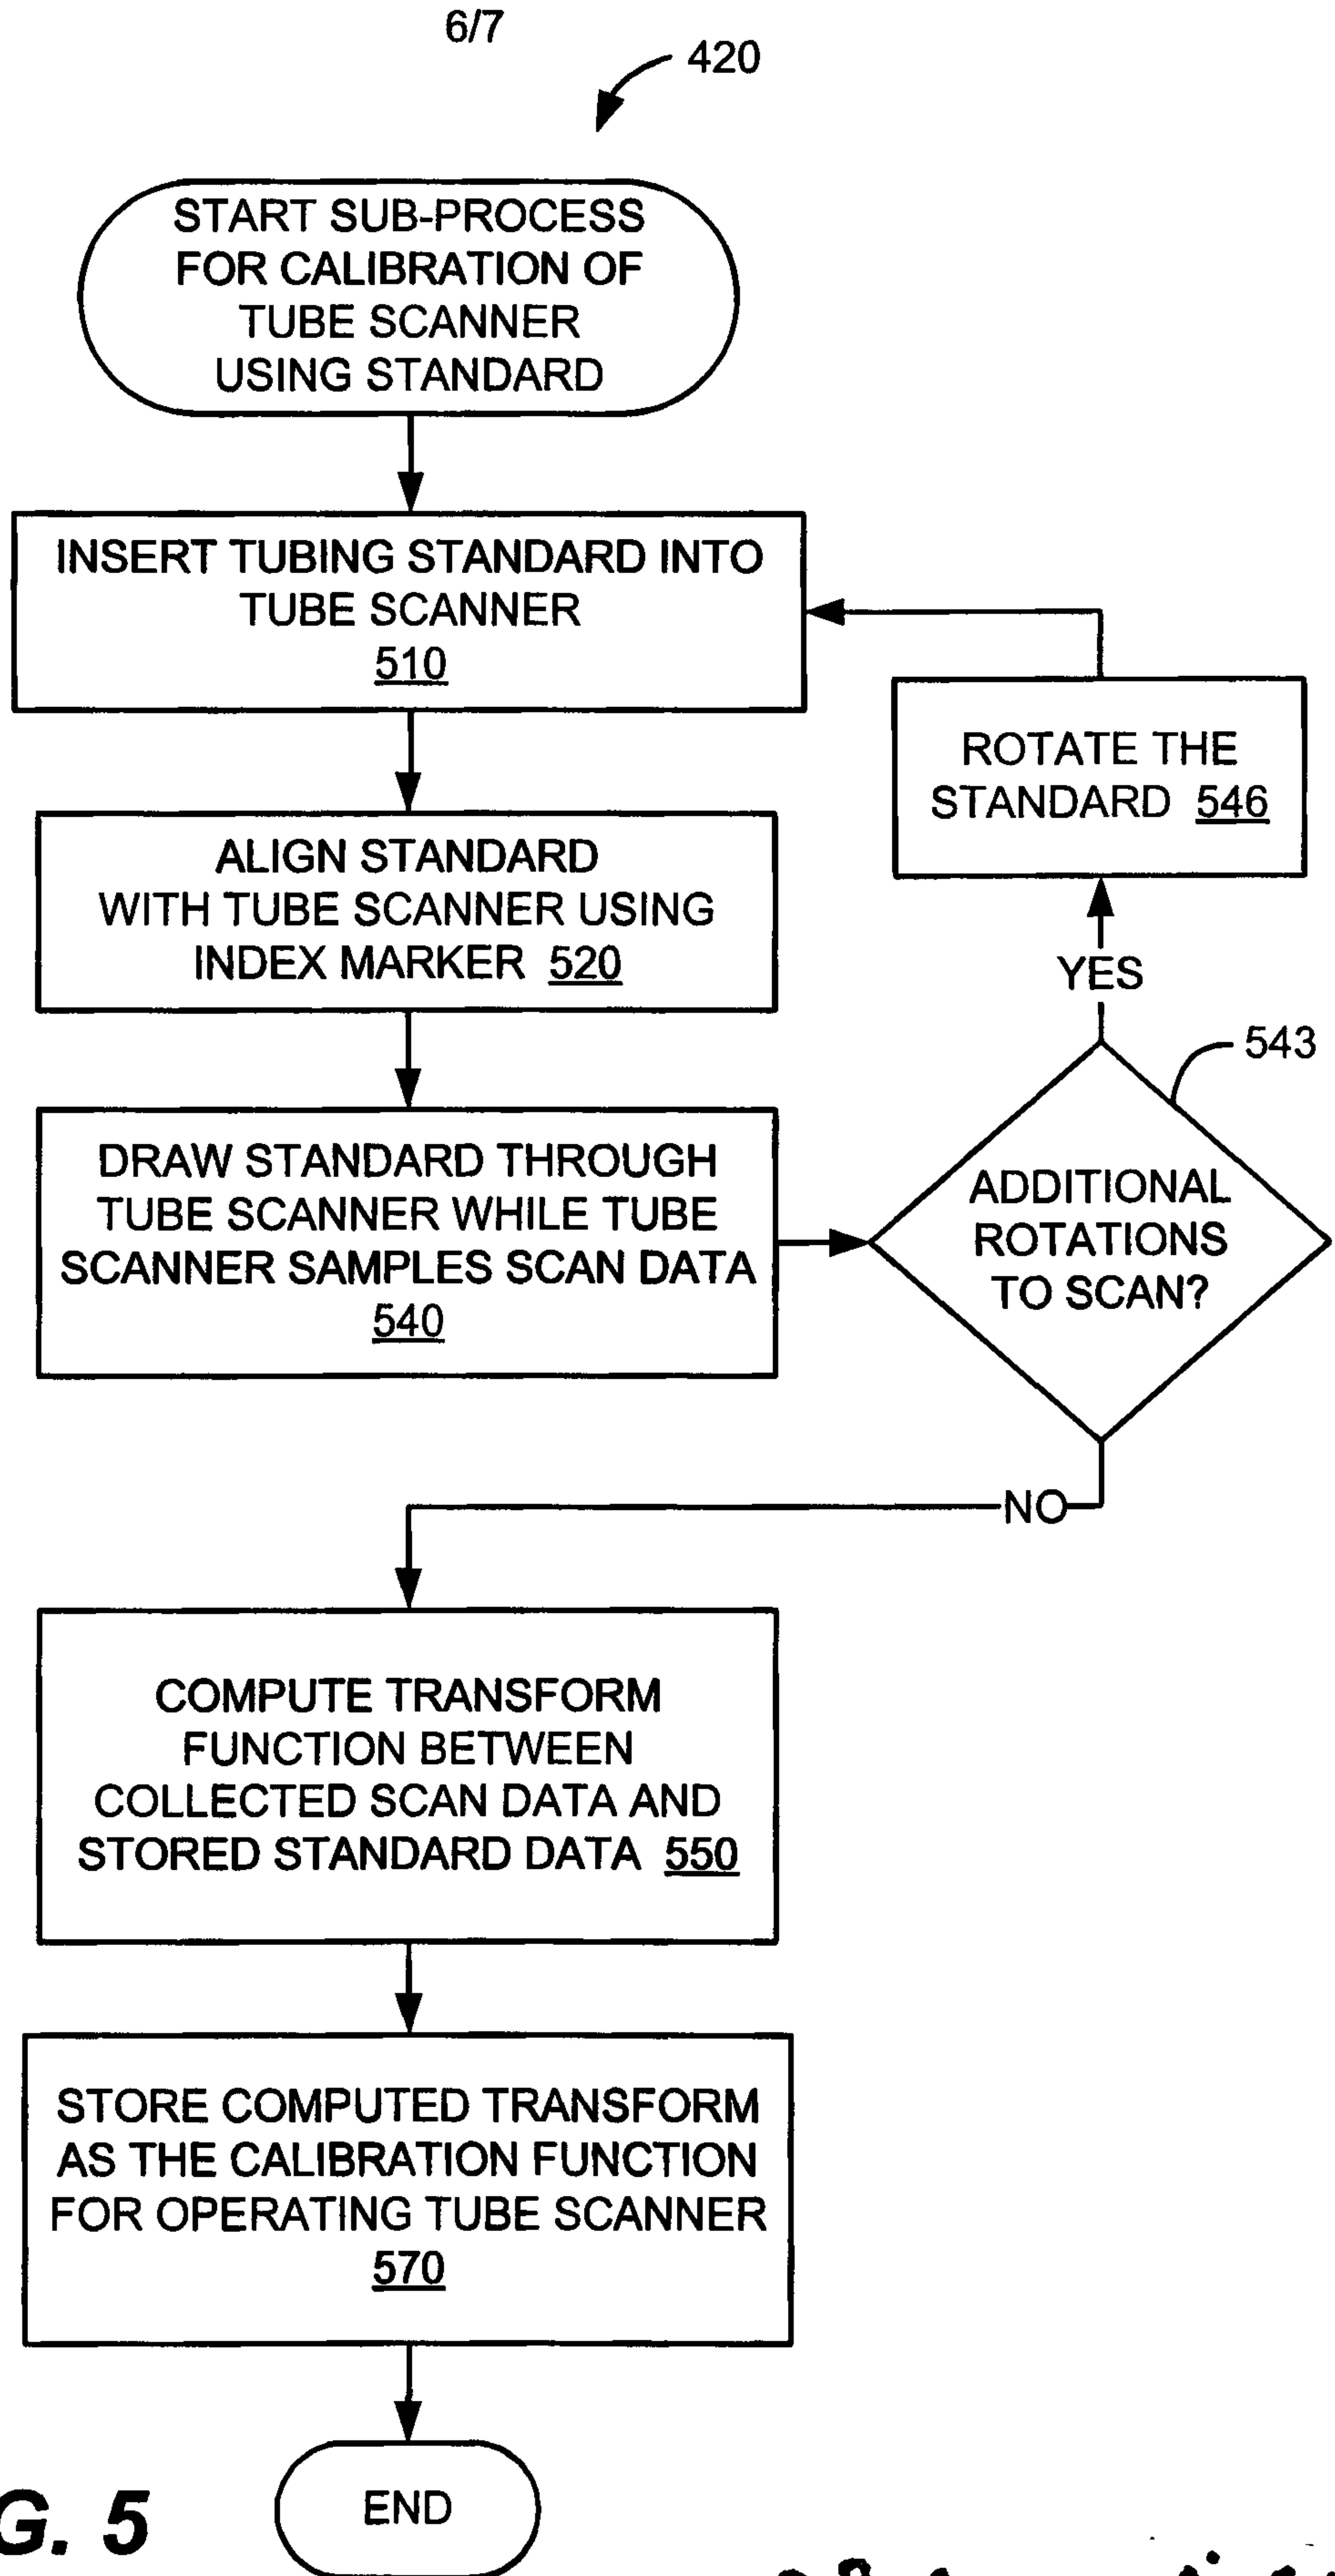 6/7
420
START SUB-PROCESS
FOR CALIBRATION OF
TUBE SCANNER
USING STANDARD
INSERT TUBING STANDARD INTO
TUBE SCANNER
510
ROTATE THE
STANDARD 546
ALIGN STANDARD
WITH TUBE SCANNER USING
INDEX MARKER 520
YES
543
DRAW STANDARD THROUGH
TUBE SCANNER WHILE TUBE
SCANNER SAMPLES SCAN DATA
540
ADDITIONAL
ROTATIONS
TO SCAN?
NO
COMPUTE TRANSFORM
FUNCTION BETWEEN
COLLECTED SCAN DATA AND
STORED STANDARD DATA 550
STORE COMPUTED TRANSFORM
AS THE CALIBRATION FUNCTION
FOR OPERATING TUBE SCANNER
570
END
G. 5